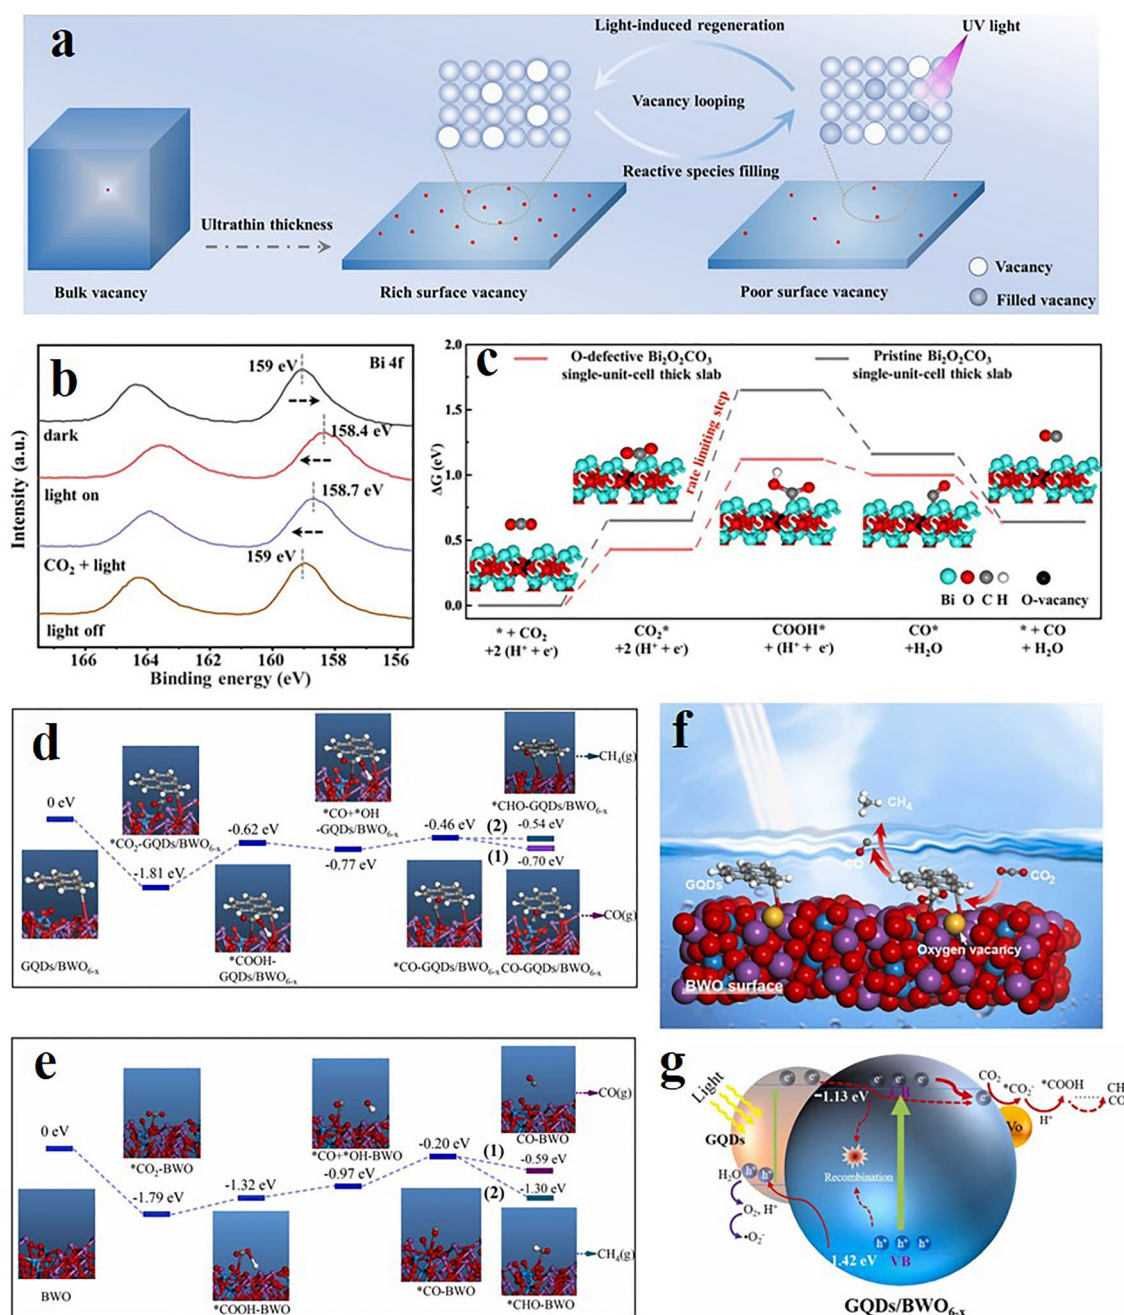 a
Light-induced regeneration
UV light
Vacancy looping
Reactive species filling
Ultrathin thickness
Bulk vacancy
Rich surface vacancy
Poor surface vacancy
Vacancy
Filled vacancy
b
Bi 4f
159 eV
dark
158.4 eV
light on
158.7 eV
CO₂ + light
159 eV
light off
Intensity (a.u.)
166 164 162 160 158 156
Binding energy (eV)
c
O-defective Bi₂O₂CO₃
single-unit-cell thick slab
Pristine Bi₂O₂CO₃
single-unit-cell thick slab
rate limiting step
ΔG (eV)
2.0
1.5
1.0
0.5
0.0
Bi O C H O-vacancy
* + CO₂
+2 (H⁺ + e⁻)
CO₂*
+2 (H⁺ + e⁻)
COOH*
+ (H⁺ + e⁻)
CO*
+H₂O
* + CO
+ H₂O
d
0 eV
GQDs/BWO₆₋ₓ
*CO₂-GQDs/BWO₆₋ₓ
-1.81 eV
-0.62 eV
*COOH-
GQDs/BWO₆₋ₓ
*CO+*OH
-GQDs/BWO₆₋ₓ
-0.77 eV
-0.46 eV
*CO-GQDs/BWO₆₋ₓ
*CHO-GQDs/BWO₆₋ₓ
CH₄(g)
(2)
-0.54 eV
(1)
-0.70 eV
CO-GQDs/BWO₆₋ₓ
CO(g)
e
0 eV
BWO
*CO₂-BWO
-1.79 eV
-1.32 eV
*COOH-BWO
*CO+*OH-BWO
-0.97 eV
-0.20 eV
*CO-BWO
CO(g)
CO-BWO
(1)
-0.59 eV
(2)
-1.30 eV
CH₄(g)
*CHO-BWO
f
CH₄
CO
GQDs
CO₂
Oxygen vacancy
BWO surface
g
Light
GQDs
e⁻ e⁻
e⁻ e⁻ e⁻
−1.13 eV
CB
e⁻
CO₂
*CO₂⁻
*COOH
H⁺
CH
CO
Vo
Recombination
H₂O
h⁺ h⁺
O₂, H⁺
•O₂⁻
h⁺ h⁺ h⁺
1.42 eV
VB
GQDs/BWO₆₋ₓ